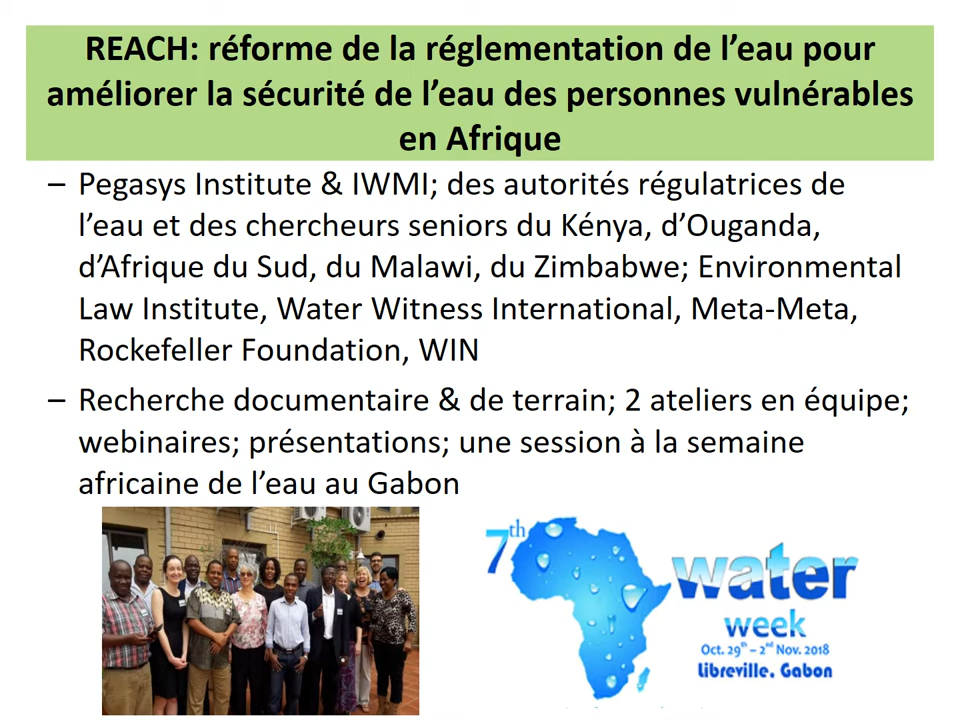 REACH: réforme de la réglementation de l’eau pour
améliorer la sécurité de l’eau des personnes vulnérables
en Afrique
– Pegasys Institute & IWMI; des autorités régulatrices de
l’eau et des chercheurs seniors du Kénya, d’Ouganda,
d’Afrique du Sud, du Malawi, du Zimbabwe; Environmental
Law Institute, Water Witness International, Meta-Meta,
Rockefeller Foundation, WIN
– Recherche documentaire & de terrain; 2 ateliers en équipe;
webinaires; présentations; une session à la semaine
africaine de l’eau au Gabon
7th
water
week
Oct. 29th – 2nd Nov. 2018
Libreville, Gabon